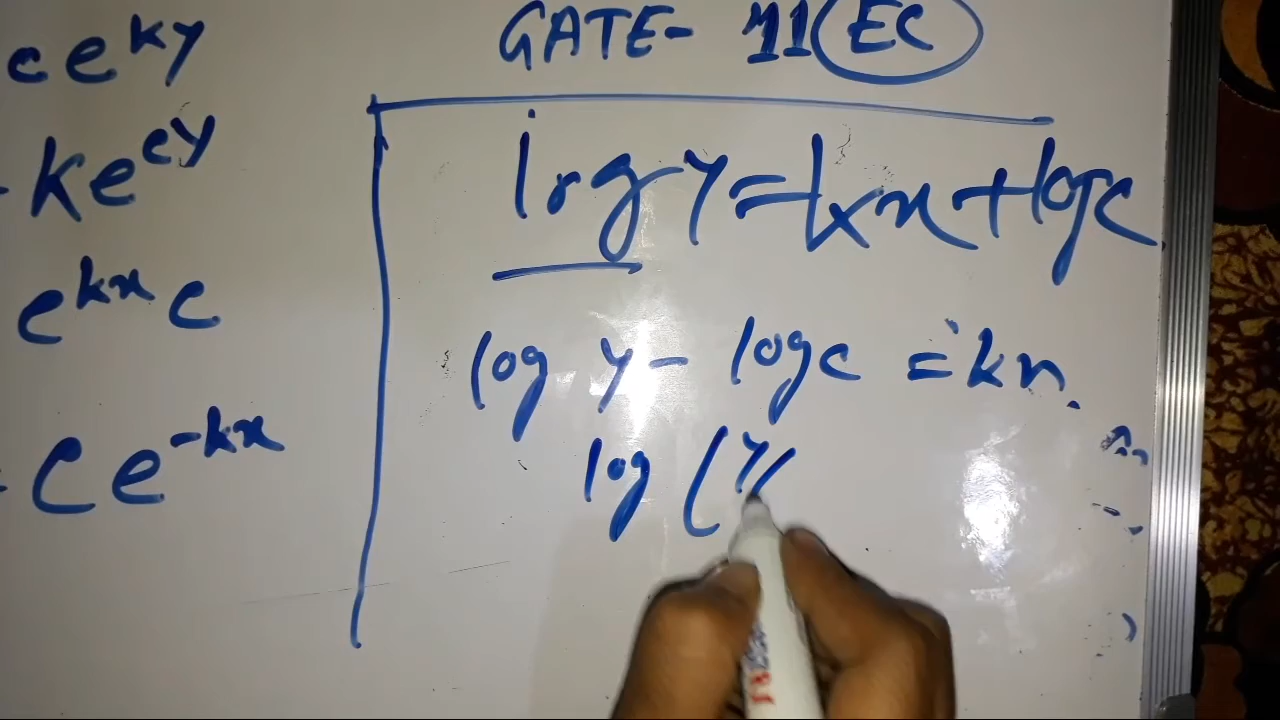 GATE- 11 EC
ce^ky
ke^cy
e^kx c
Ce^-kx
log y = kx + log c
log y - log c = kx
log (y/